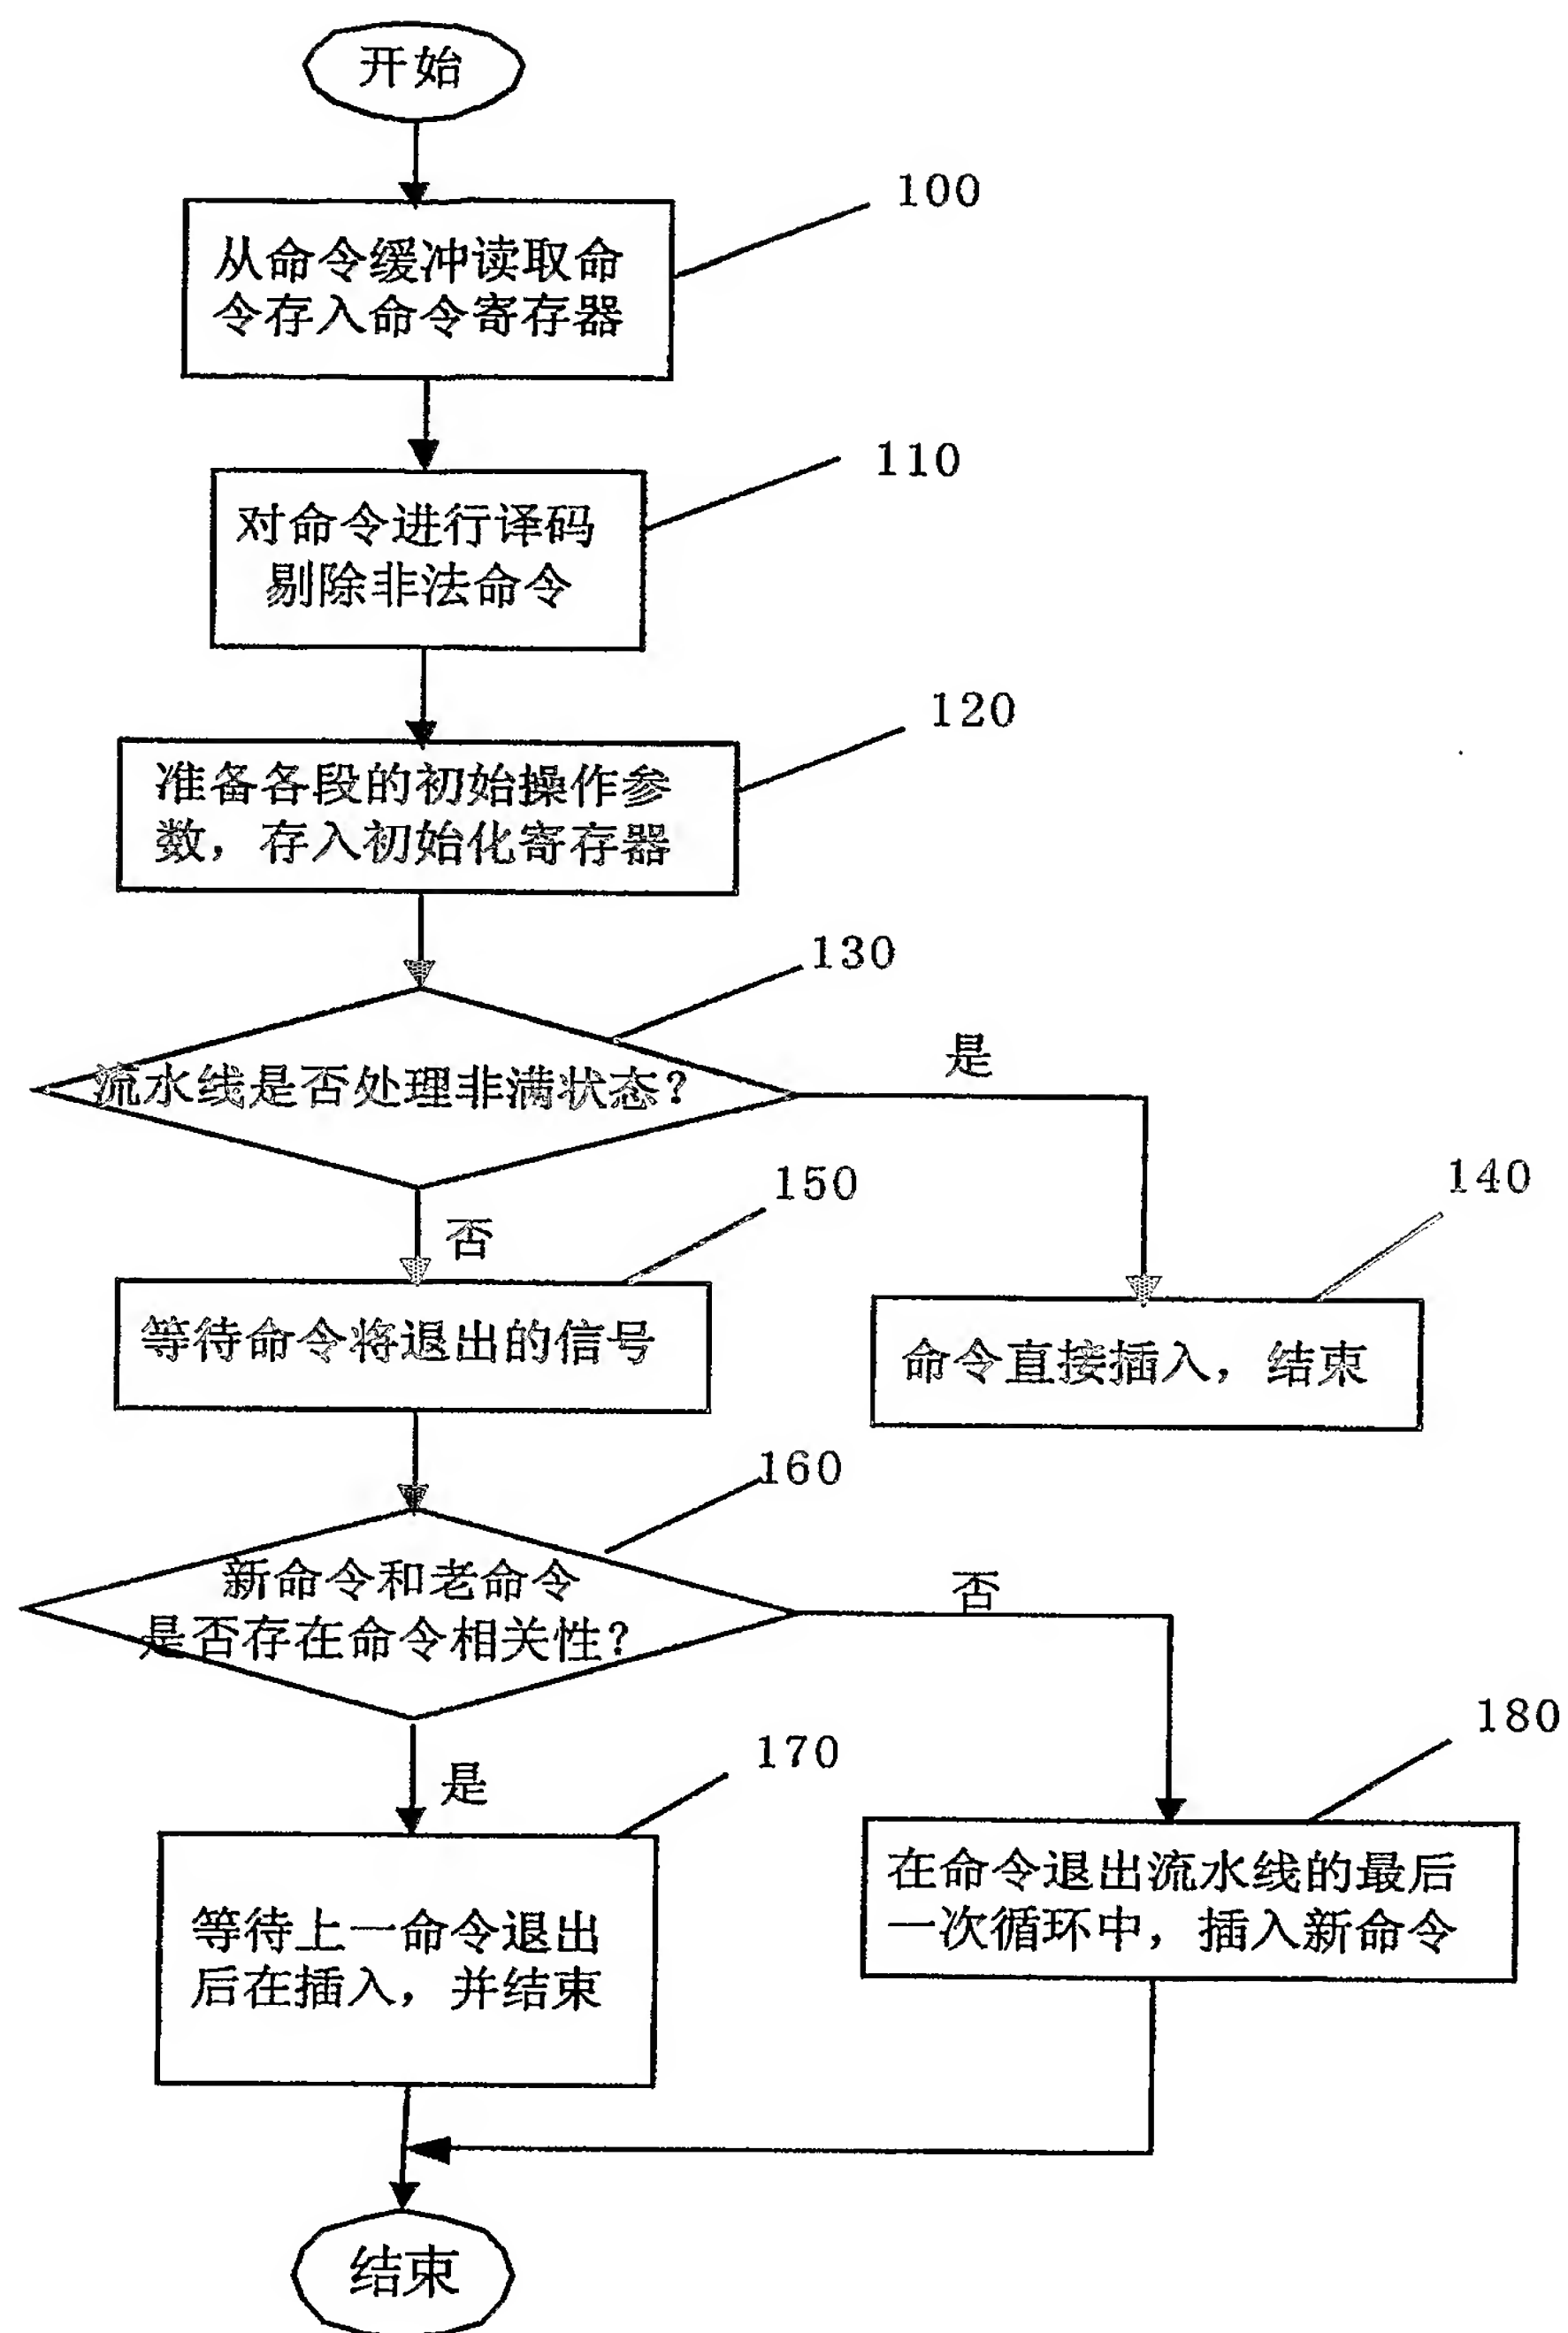 开始
100
从命令缓冲读取命
令存入命令寄存器
110
对命令进行译码
剔除非法命令
120
准备各段的初始操作参
数，存入初始化寄存器
130
流水线是否处理非满状态？
是
140
150
否
等待命令将退出的信号
命令直接插入，结束
160
新命令和老命令
是否存在命令相关性？
否
180
170
是
在命令退出流水线的最后
一次循环中，插入新命令
等待上一命令退出
后在插入，并结束
结束